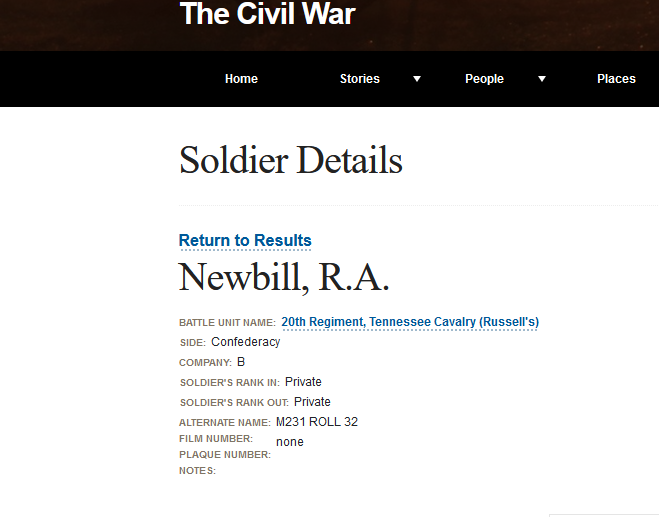 The Civil War
Home Stories ▼ People ▼ Places
Soldier Details
Return to Results
Newbill, R.A.
BATTLE UNIT NAME: 20th Regiment, Tennessee Cavalry (Russell's)
SIDE: Confederacy
COMPANY: B
SOLDIER'S RANK IN: Private
SOLDIER'S RANK OUT: Private
ALTERNATE NAME: M231 ROLL 32
FILM NUMBER: none
PLAQUE NUMBER:
NOTES: